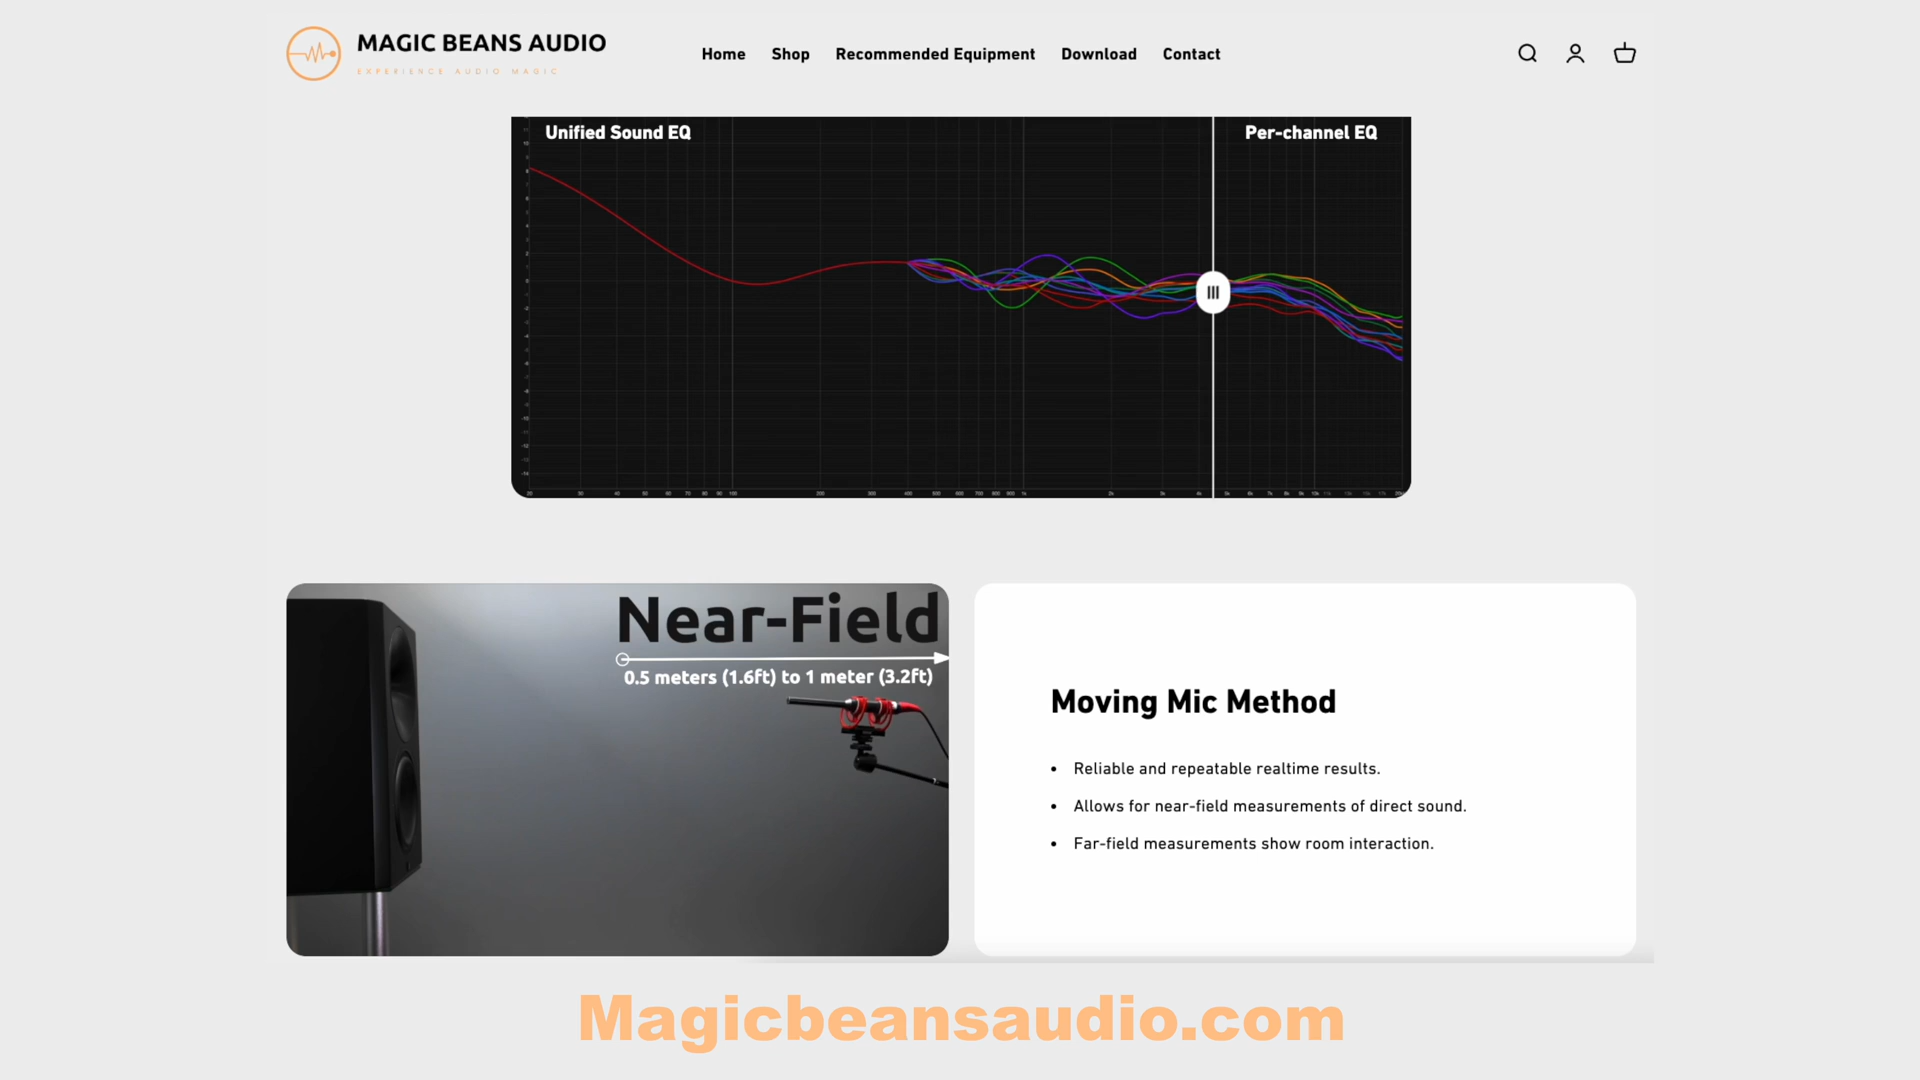 MAGIC BEANS AUDIO
EXPERIENCE AUDIO MAGIC
Home
Shop
Recommended Equipment
Download
Contact
Unified Sound EQ
Per-channel EQ
Near-Field
0.5 meters (1.6ft) to 1 meter (3.2ft)
Moving Mic Method
• Reliable and repeatable realtime results.
• Allows for near-field measurements of direct sound.
• Far-field measurements show room interaction.
Magicbeansaudio.com